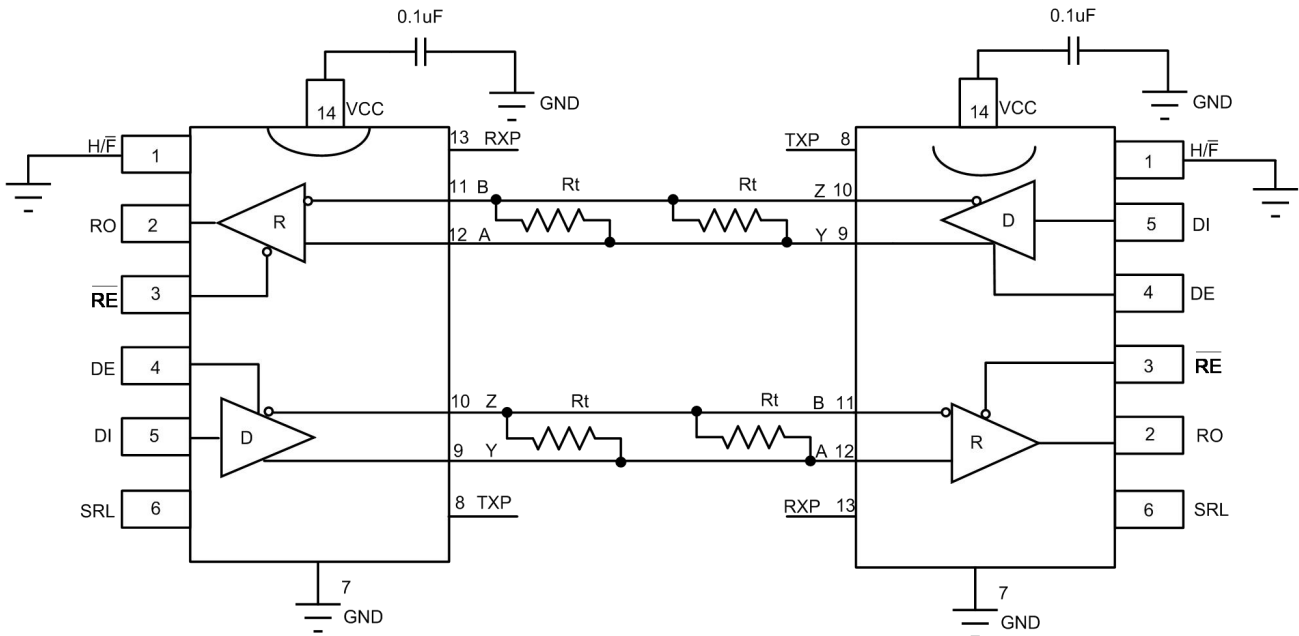 0.1uF
0.1uF
GND
GND
14 VCC
14 VCC
H/F̅ 1
13 RXP
TXP 8
1 H/F̅
11 B
Rt
Rt
Z 10
RO 2
R
D
5 DI
12 A
Y 9
R̅E̅ 3
4 DE
DE 4
3 R̅E̅
10 Z
Rt
Rt
B 11
DI 5
D
R
2 RO
9 Y
A 12
SRL 6
8 TXP
RXP 13
6 SRL
7
GND
7
GND